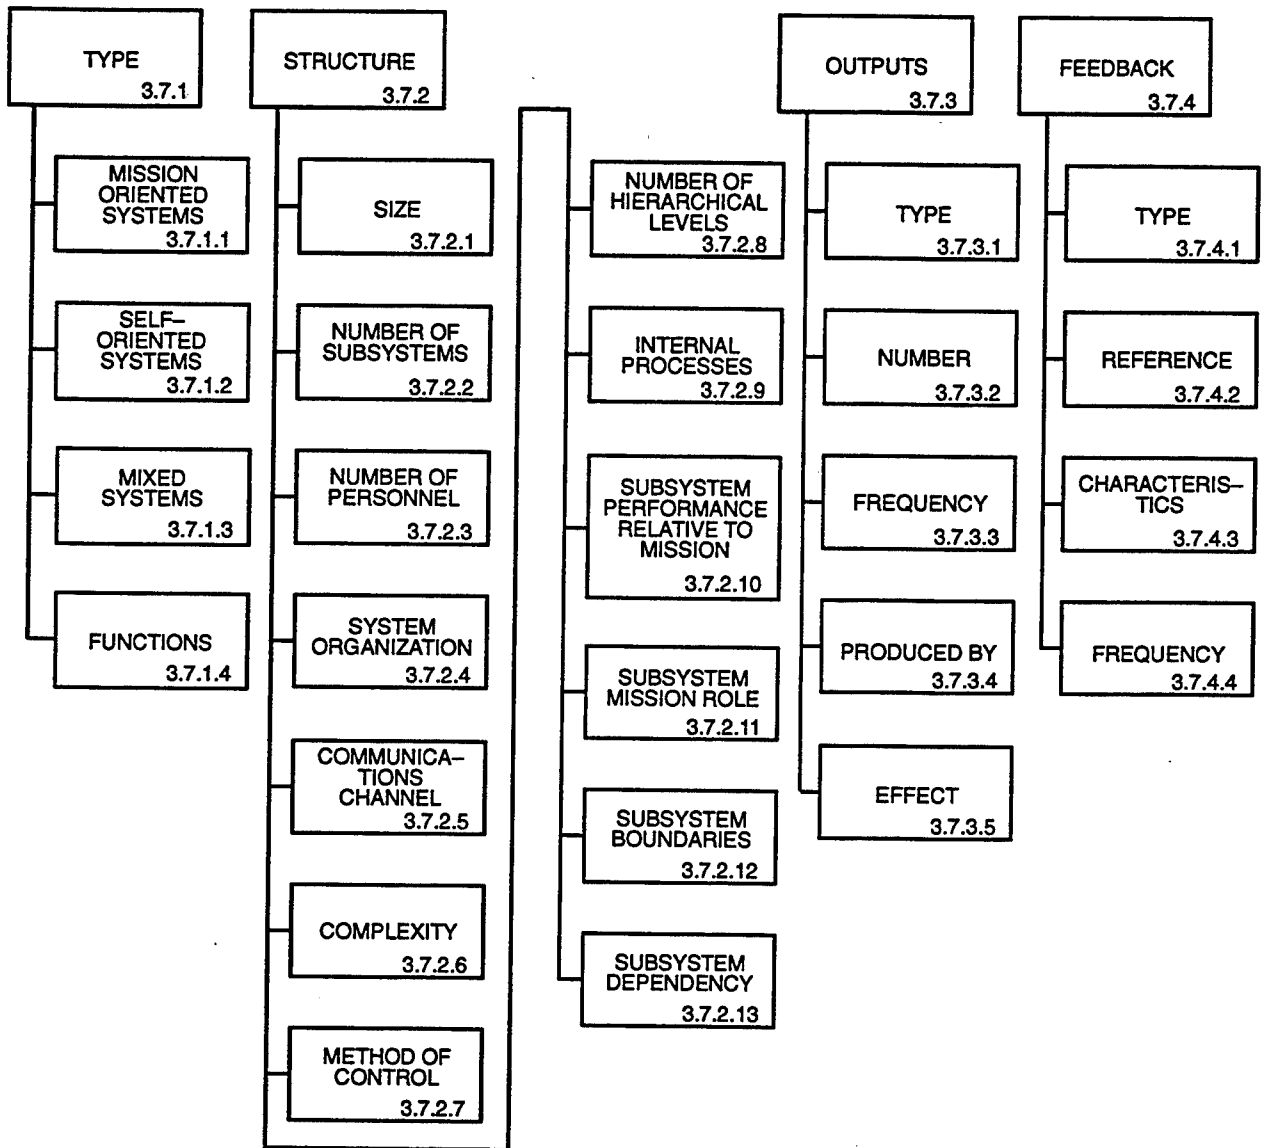 TYPE
3.7.1
MISSION
ORIENTED
SYSTEMS
3.7.1.1
SELF–
ORIENTED
SYSTEMS
3.7.1.2
MIXED
SYSTEMS
3.7.1.3
FUNCTIONS
3.7.1.4
STRUCTURE
3.7.2
SIZE
3.7.2.1
NUMBER OF
SUBSYSTEMS
3.7.2.2
NUMBER OF
PERSONNEL
3.7.2.3
SYSTEM
ORGANIZATION
3.7.2.4
COMMUNICA–
TIONS
CHANNEL
3.7.2.5
COMPLEXITY
3.7.2.6
METHOD OF
CONTROL
3.7.2.7
NUMBER OF
HIERARCHICAL
LEVELS
3.7.2.8
INTERNAL
PROCESSES
3.7.2.9
SUBSYSTEM
PERFORMANCE
RELATIVE TO
MISSION
3.7.2.10
SUBSYSTEM
MISSION ROLE
3.7.2.11
SUBSYSTEM
BOUNDARIES
3.7.2.12
SUBSYSTEM
DEPENDENCY
3.7.2.13
OUTPUTS
3.7.3
TYPE
3.7.3.1
NUMBER
3.7.3.2
FREQUENCY
3.7.3.3
PRODUCED BY
3.7.3.4
EFFECT
3.7.3.5
FEEDBACK
3.7.4
TYPE
3.7.4.1
REFERENCE
3.7.4.2
CHARACTERIS–
TICS
3.7.4.3
FREQUENCY
3.7.4.4